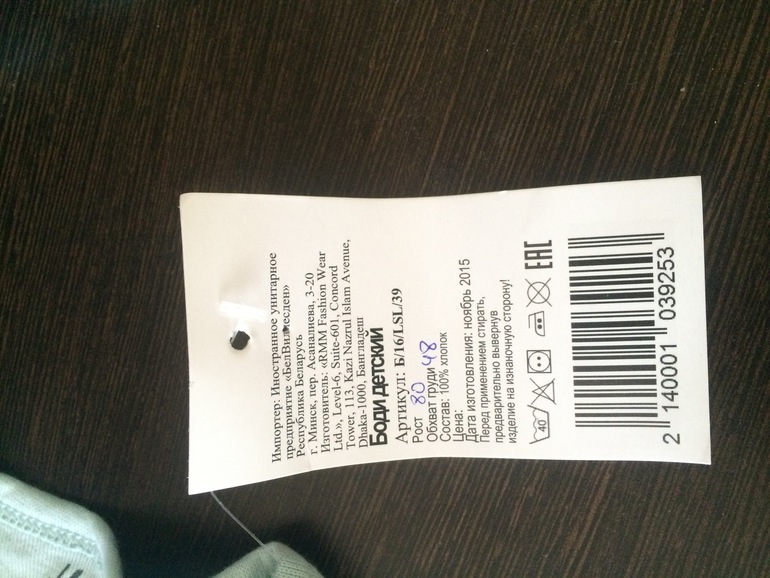 Импортер: Иностранное унитарное
предприятие «БелВиллесден»
Республика Беларусь
г. Минск, пер. Асаналиева, 3-20
Изготовитель: «RMM Fashion Wear
Ltd.», Level-6, Suite-601, Concord
Tower, 113, Kazi Nazrul Islam Avenue,
Dhaka-1000, Бангладеш
Боди детский
Артикул: Б/16/LSL/39
Рост 80
Обхват груди 48
Состав: 100% хлопок
Цена:
Дата изготовления: ноябрь 2015
Перед применением стирать,
предварительно вывернув
изделие на изнаночную сторону!
40 EAC
2 140001 039253